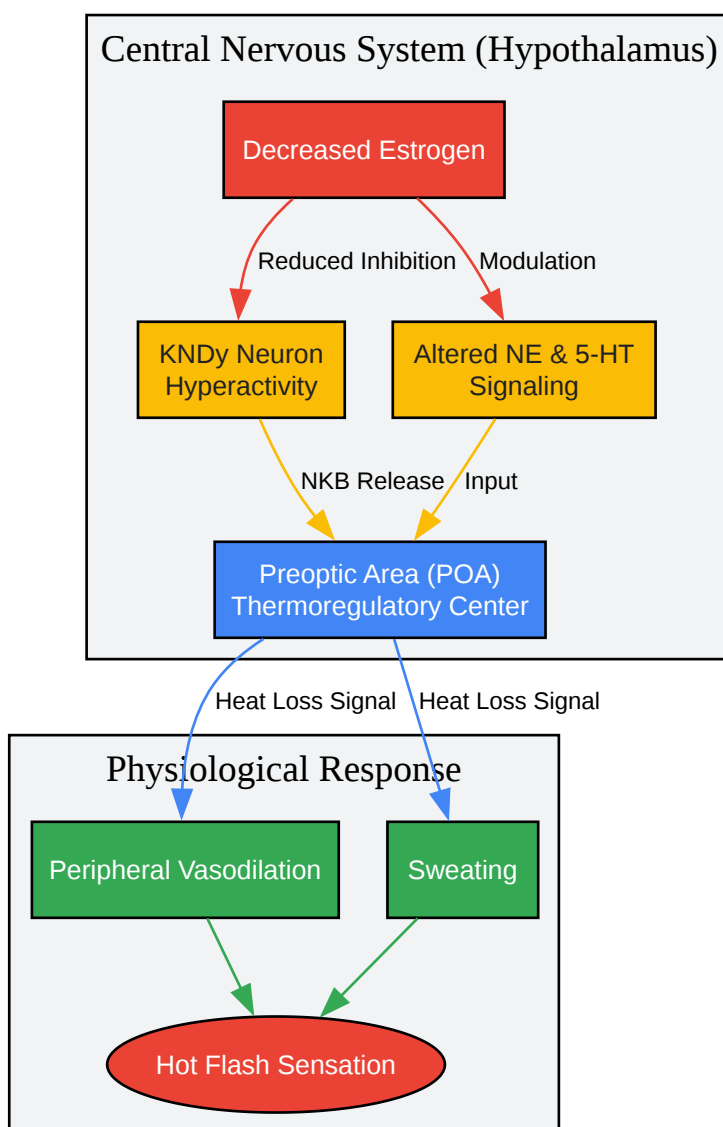 Central Nervous System (Hypothalamus)
Decreased Estrogen
Reduced Inhibition
Modulation
KNDy Neuron
Hyperactivity
Altered NE & 5-HT
Signaling
NKB Release
Input
Preoptic Area (POA)
Thermoregulatory Center
Heat Loss Signal
Heat Loss Signal
Physiological Response
Peripheral Vasodilation
Sweating
Hot Flash Sensation